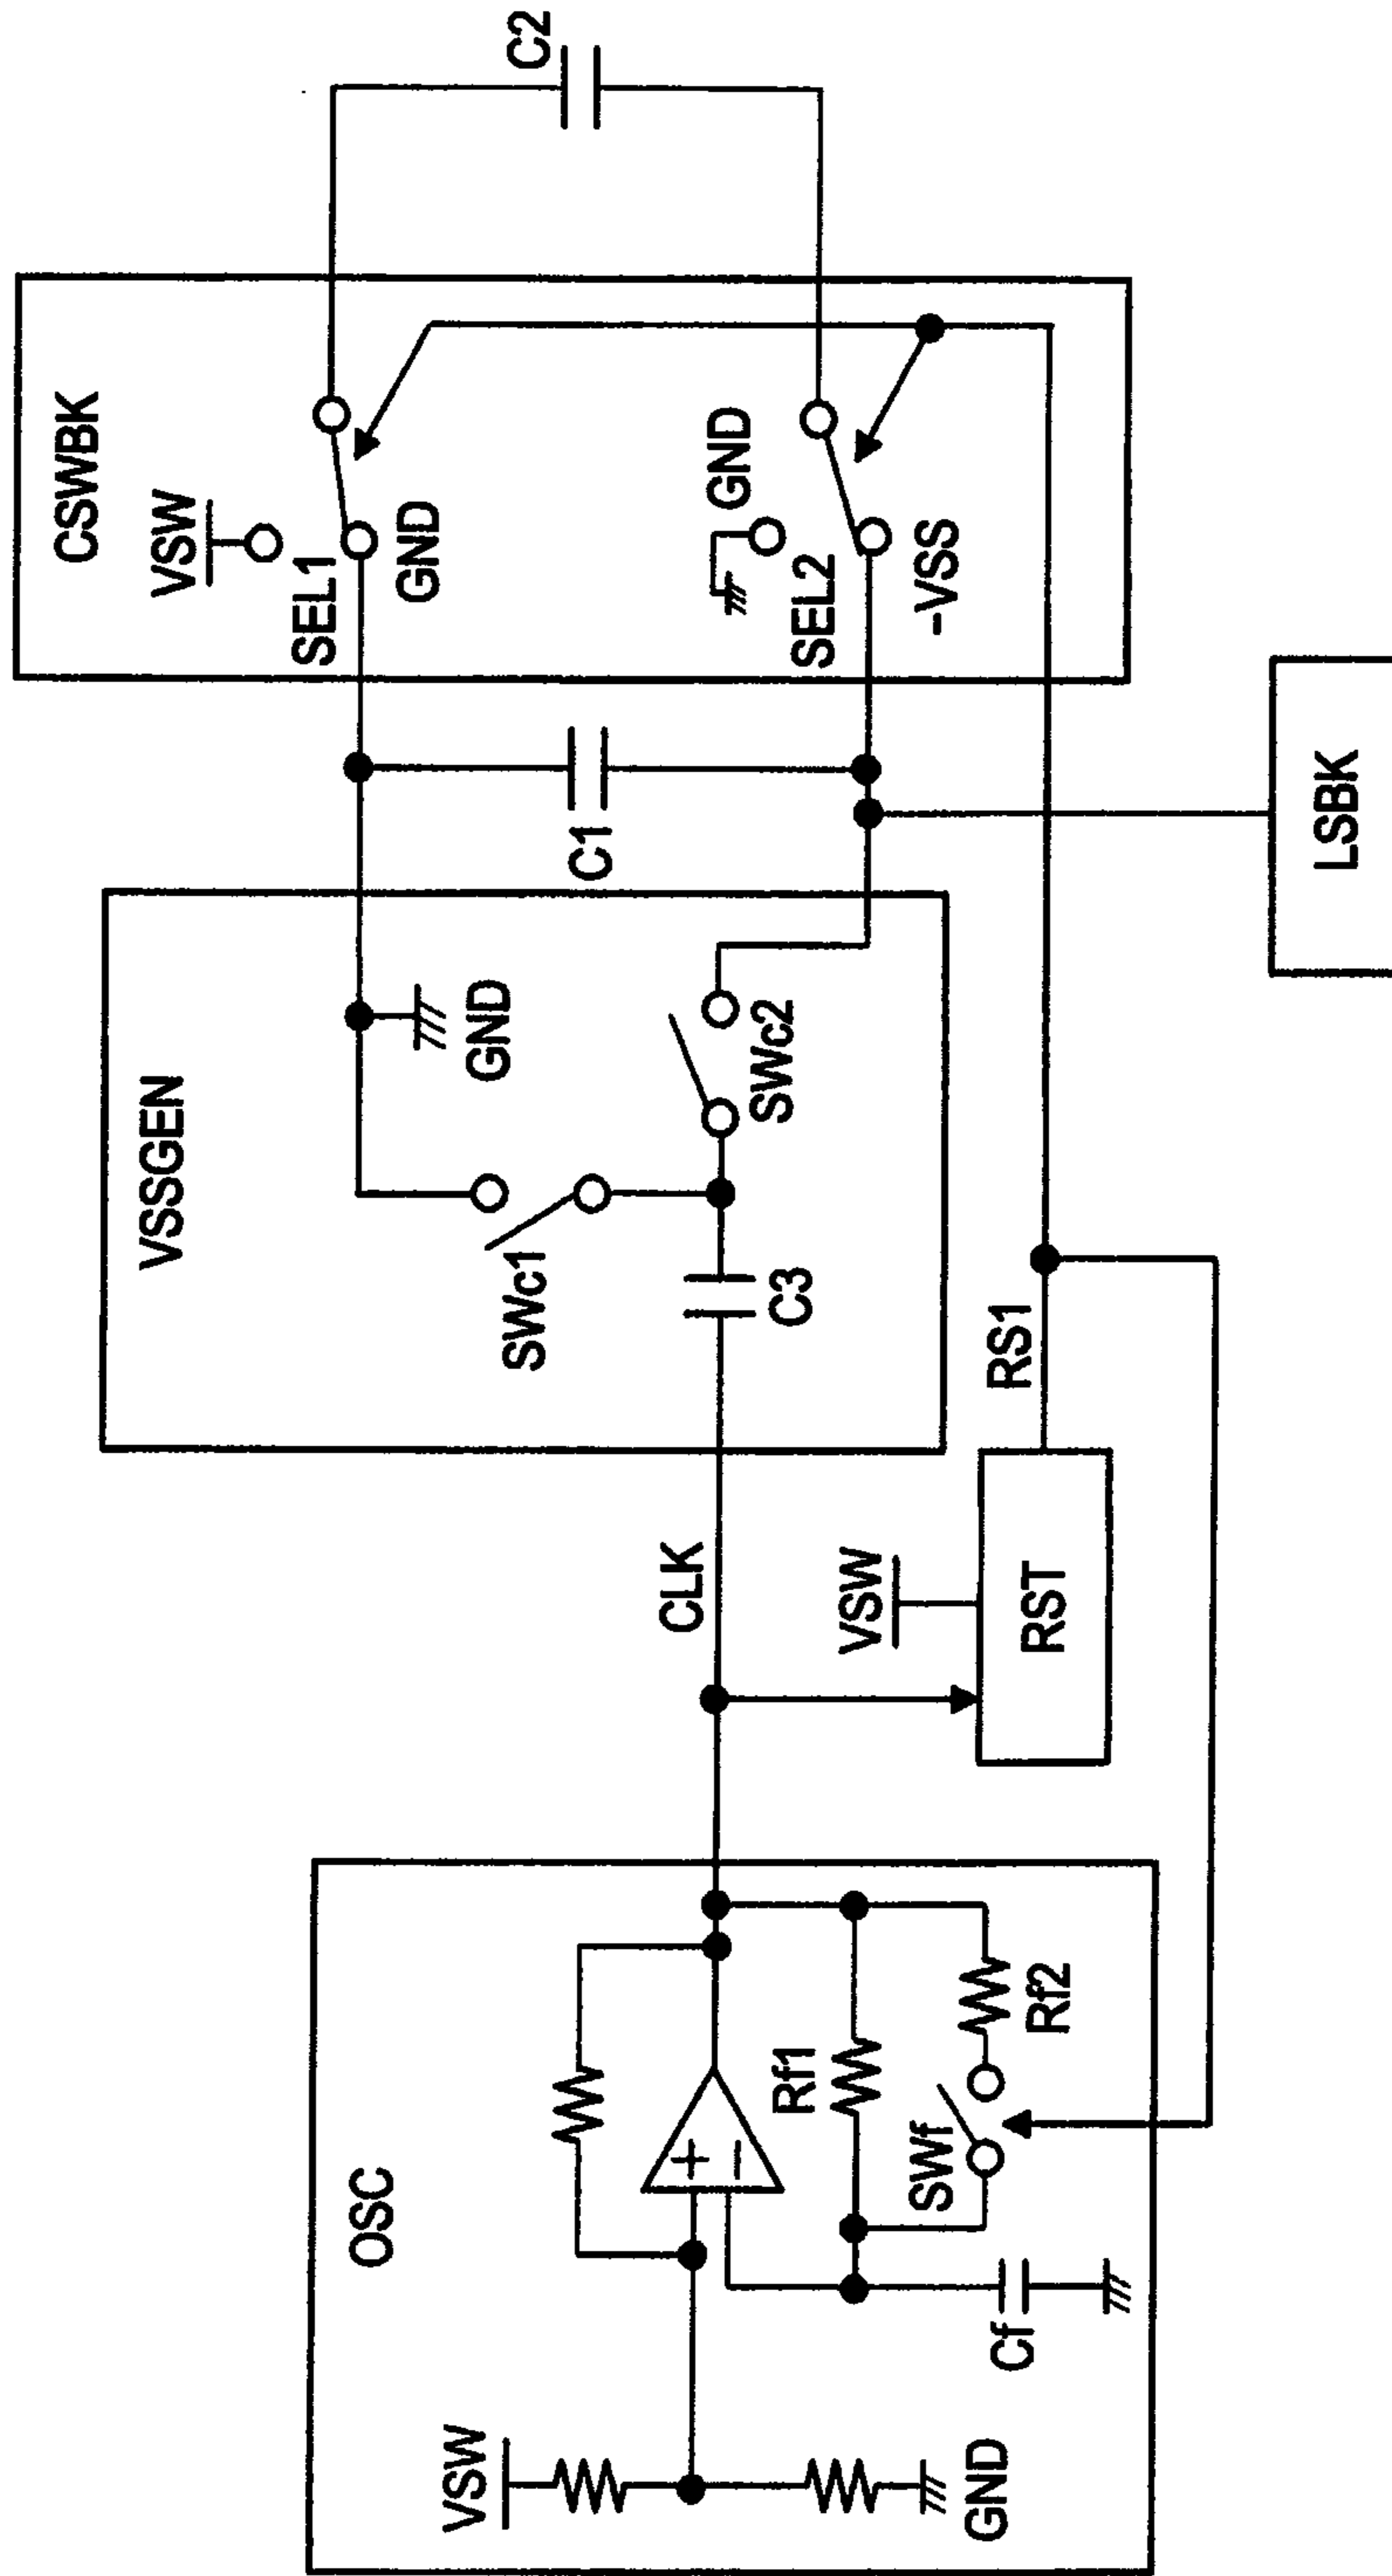 OSC
VSW
GND
Cf
Rf1
SWf
Rf2
CLK
VSW
RST
RS1
VSSGEN
SWc1
C3
GND
SWc2
C1
LSBK
CSWBK
VSW
SEL1
GND
GND
SEL2
-VSS
C2